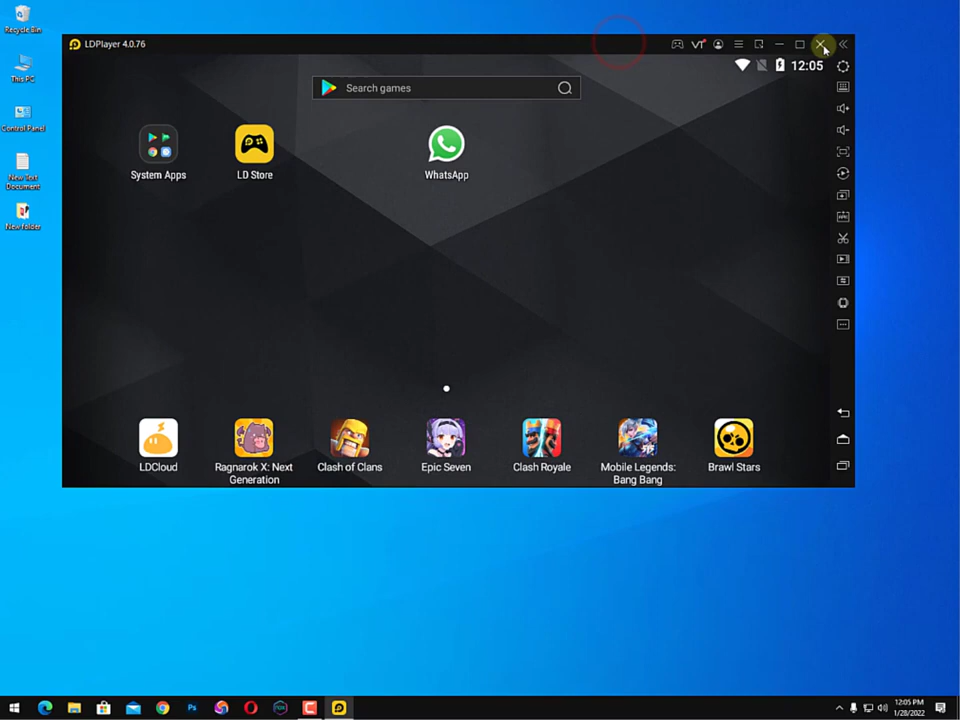 Recycle Bin
This PC
Control Panel
New Text
Document
New folder
LDPlayer 4.0.76
VT
12:05
Search games
System Apps
LD Store
WhatsApp
LDCloud
Ragnarok X: Next
Generation
Clash of Clans
Epic Seven
Clash Royale
Mobile Legends:
Bang Bang
Brawl Stars
Ps
12:05 PM
1/28/2022